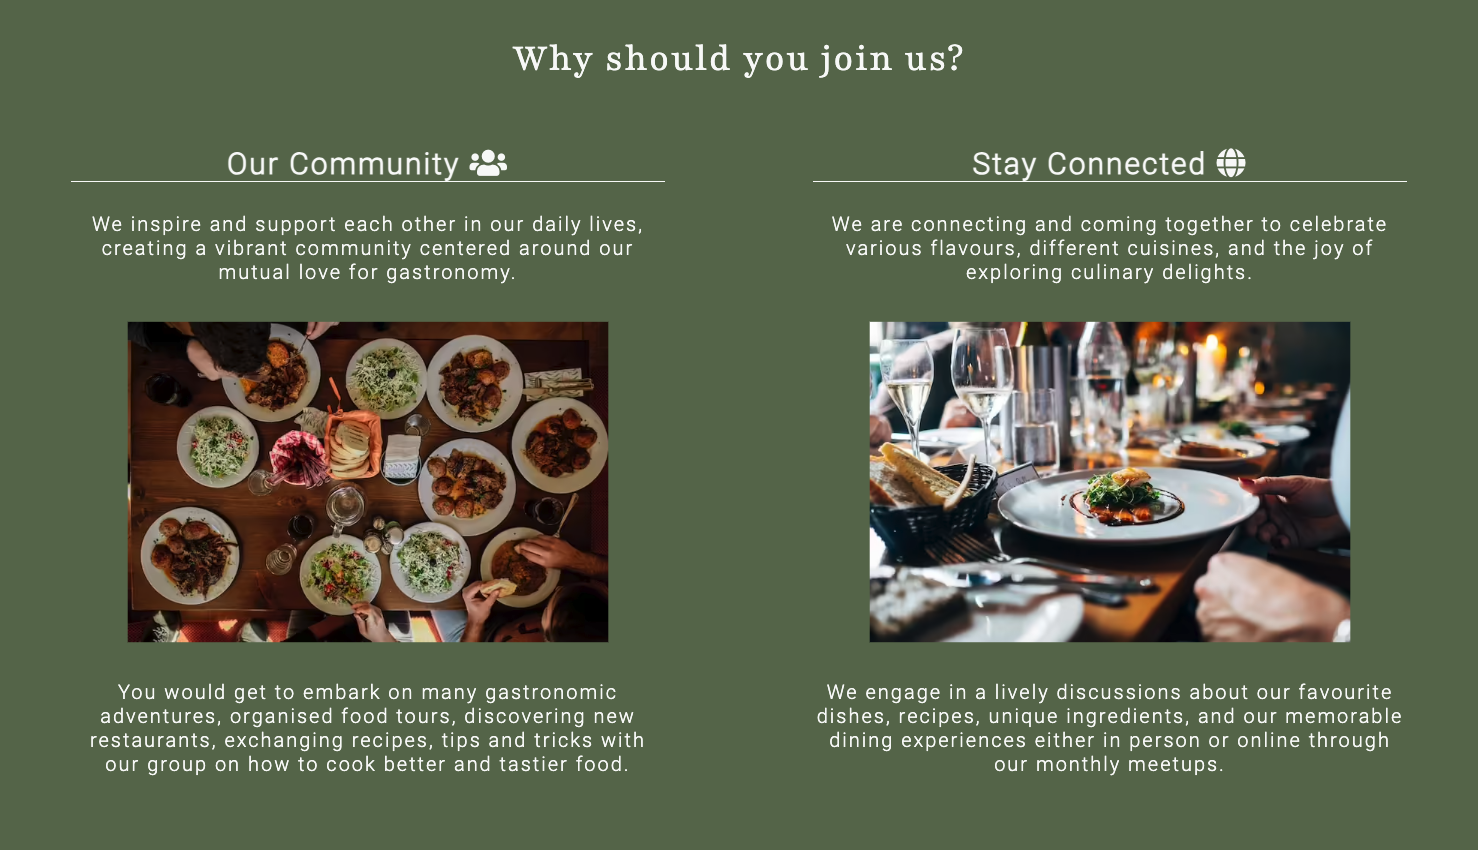 Why should you join us?
Our Community
We inspire and support each other in our daily lives,
creating a vibrant community centered around our
mutual love for gastronomy.
You would get to embark on many gastronomic
adventures, organised food tours, discovering new
restaurants, exchanging recipes, tips and tricks with
our group on how to cook better and tastier food.
Stay Connected
We are connecting and coming together to celebrate
various flavours, different cuisines, and the joy of
exploring culinary delights.
We engage in a lively discussions about our favourite
dishes, recipes, unique ingredients, and our memorable
dining experiences either in person or online through
our monthly meetups.